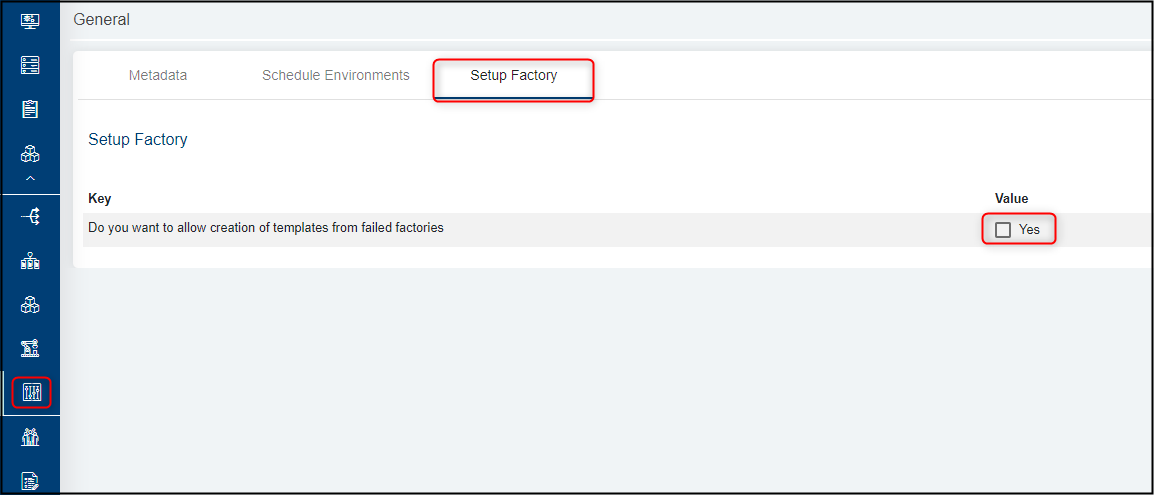 General
Metadata Schedule Environments Setup Factory
Setup Factory
Key Value
Do you want to allow creation of templates from failed factories Yes